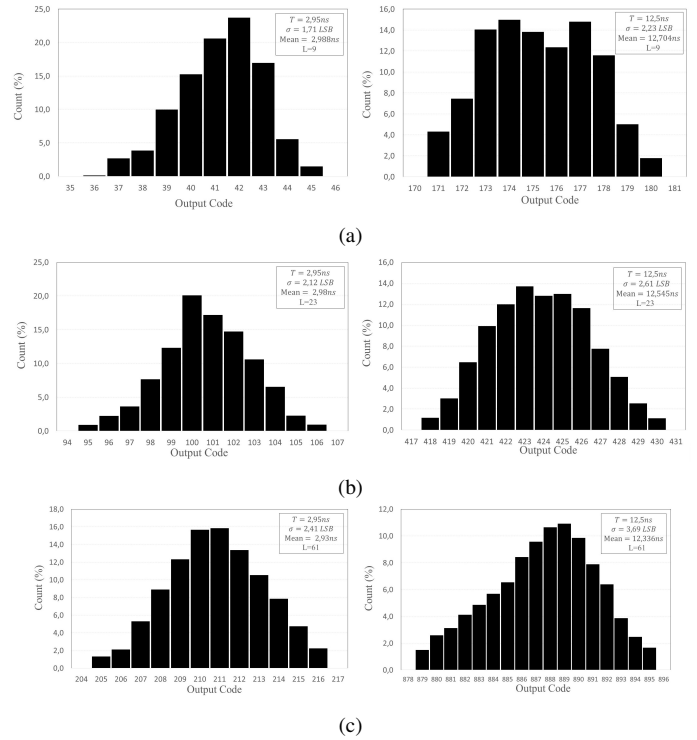 25,0
20,0
15,0
10,0
5,0
0,0
Count (%)
35 36 37 38 39 40 41 42 43 44 45 46
Output Code
T = 2,95ns
σ = 1,71 LSB
Mean = 2,988ns
L=9
16,0
14,0
12,0
10,0
8,0
6,0
4,0
2,0
0,0
Count (%)
170 171 172 173 174 175 176 177 178 179 180 181
Output Code
T = 12,5ns
σ = 2,23 LSB
Mean = 12,704ns
L=9
(a)
25,0
20,0
15,0
10,0
5,0
0,0
Count (%)
94 95 96 97 98 99 100 101 102 103 104 105 106 107
Output Code
T = 2,95ns
σ = 2,12 LSB
Mean = 2,98ns
L=23
16,0
14,0
12,0
10,0
8,0
6,0
4,0
2,0
0,0
Count (%)
417 418 419 420 421 422 423 424 425 426 427 428 429 430 431
Output Code
T = 12,5ns
σ = 2,61 LSB
Mean = 12,545ns
L=23
(b)
18,0
16,0
14,0
12,0
10,0
8,0
6,0
4,0
2,0
0,0
Count (%)
204 205 206 207 208 209 210 211 212 213 214 215 216 217
Output Code
T = 2,95ns
σ = 2,41 LSB
Mean = 2,93ns
L=61
12,0
10,0
8,0
6,0
4,0
2,0
0,0
Count (%)
878 879 880 881 882 883 884 885 886 887 888 889 890 891 892 893 894 895 896
Output Code
T = 12,5ns
σ = 3,69 LSB
Mean = 12,336ns
L=61
(c)